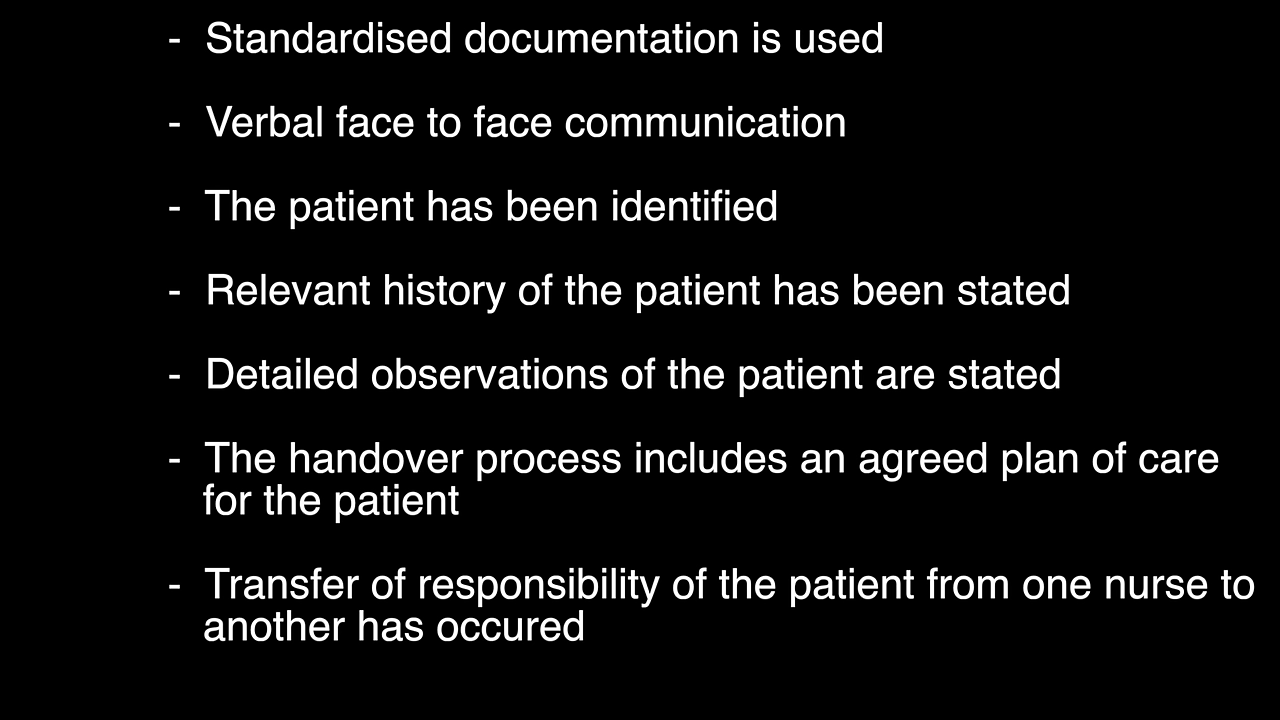 - Standardised documentation is used
- Verbal face to face communication
- The patient has been identified
- Relevant history of the patient has been stated
- Detailed observations of the patient are stated
- The handover process includes an agreed plan of care
for the patient
- Transfer of responsibility of the patient from one nurse to
another has occured